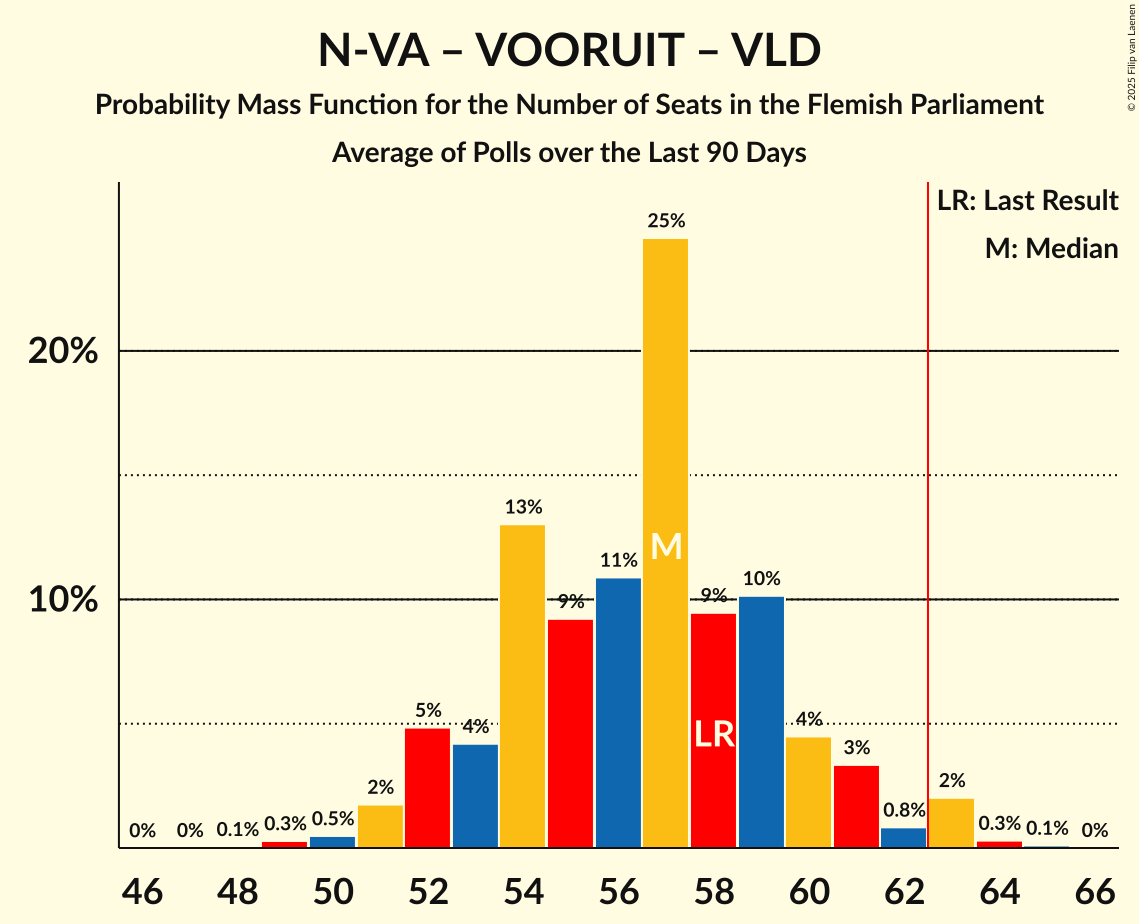 N-VA – VOORUIT – VLD
Probability Mass Function for the Number of Seats in the Flemish Parliament
Average of Polls over the Last 90 Days
© 2025 Filip van Laenen
LR: Last Result
M: Median
20%
10%
0%
0%
0.1%
0.3%
0.5%
2%
5%
4%
13%
9%
11%
25%
9%
10%
4%
3%
0.8%
2%
0.3%
0.1%
0%
M
LR
46 48 50 52 54 56 58 60 62 64 66